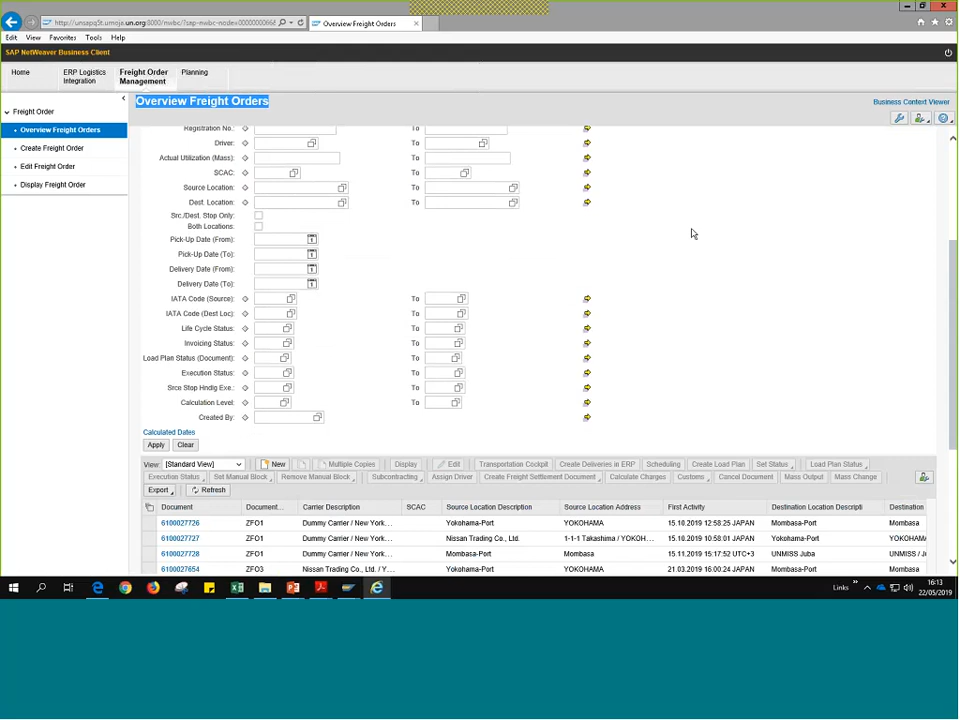 http://unsapq5t.umoja.un.org:8000/nwbc/?sap-nwbc-node=0000000066
Overview Freight Orders ×
Edit View Favorites Tools Help
SAP NetWeaver Business Client
Home ERP Logistics Integration Freight Order Management Planning
Freight Order
Overview Freight Orders
Create Freight Order
Edit Freight Order
Display Freight Order
Overview Freight Orders
Business Context Viewer
Registration No.:
Driver: To
Actual Utilization (Mass): To
SCAC: To
Source Location: To
Dest. Location: To
Src./Dest. Stop Only:
Both Locations:
Pick-Up Date (From):
Pick-Up Date (To):
Delivery Date (From):
Delivery Date (To):
IATA Code (Source): To
IATA Code (Dest Loc): To
Life Cycle Status: To
Invoicing Status: To
Load Plan Status (Document): To
Execution Status: To
Srce Stop Hndlg Exe.: To
Calculation Level: To
Created By: To
Calculated Dates
Apply Clear
View: [Standard View] New Multiple Copies Display Edit Transportation Cockpit Create Deliveries in ERP Scheduling Create Load Plan Set Status Load Plan Status
Execution Status Set Manual Block Remove Manual Block Subcontracting Assign Driver Create Freight Settlement Document Calculate Charges Customs Cancel Document Mass Output Mass Change
Export Refresh
Document Document... Carrier Description SCAC Source Location Description Source Location Address First Activity Destination Location Descripti Destination
6100027726 ZFO1 Dummy Carrier / New York... Yokohama-Port YOKOHAMA 15.10.2019 12:58:25 JAPAN Mombasa-Port Mombasa
6100027727 ZFO1 Dummy Carrier / New York... Nissan Trading Co., Ltd. 1-1-1 Takashima / YOKOH... 15.10.2019 10:58:01 JAPAN Yokohama-Port YOKOHAMA
6100027728 ZFO1 Dummy Carrier / New York... Mombasa-Port Mombasa 15.11.2019 15:17:52 UTC+3 UNMISS Juba UNMISS /
6100027654 ZFO3 Nissan Trading Co., Ltd. / Y... Yokohama-Port YOKOHAMA 21.03.2019 16:00:24 JAPAN Mombasa-Port Mombasa
Links 16:13
22/05/2019